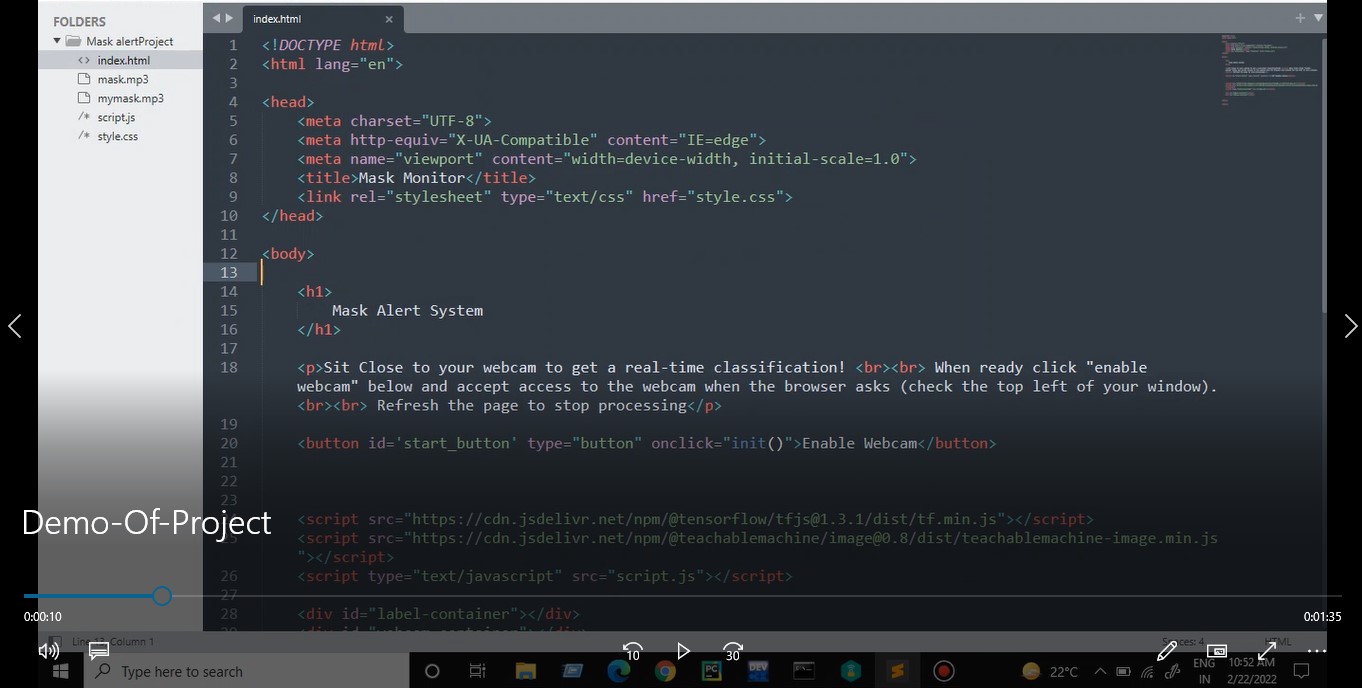 FOLDERS
Mask alertProject
index.html
mask.mp3
mymask.mp3
script.js
style.css
index.html
1 <!DOCTYPE html>
2 <html lang="en">
3
4 <head>
5 <meta charset="UTF-8">
6 <meta http-equiv="X-UA-Compatible" content="IE=edge">
7 <meta name="viewport" content="width=device-width, initial-scale=1.0">
8 <title>Mask Monitor</title>
9 <link rel="stylesheet" type="text/css" href="style.css">
10 </head>
11
12 <body>
13
14 <h1>
15 Mask Alert System
16 </h1>
17
18 <p>Sit Close to your webcam to get a real-time classification! <br><br> When ready click "enable
webcam" below and accept access to the webcam when the browser asks (check the top left of your window).
<br><br> Refresh the page to stop processing</p>
19
20 <button id='start_button' type="button" onclick="init()">Enable Webcam</button>
21
22
23
<script src="https://cdn.jsdelivr.net/npm/@tensorflow/tfjs@1.3.1/dist/tf.min.js"></script>
Demo-Of-Project
<script src="https://cdn.jsdelivr.net/npm/@teachablemachine/image@0.8/dist/teachablemachine-image.min.js
"></script>
26 <script type="text/javascript" src="script.js"></script>
27
28 <div id="label-container"></div>
0:00:10
0:01:35
Line 13, Column 1
Spaces: 4
HTML
10
30
Type here to search
PC
DEV
22°C
ENG
IN
10:52 AM
2/22/2022